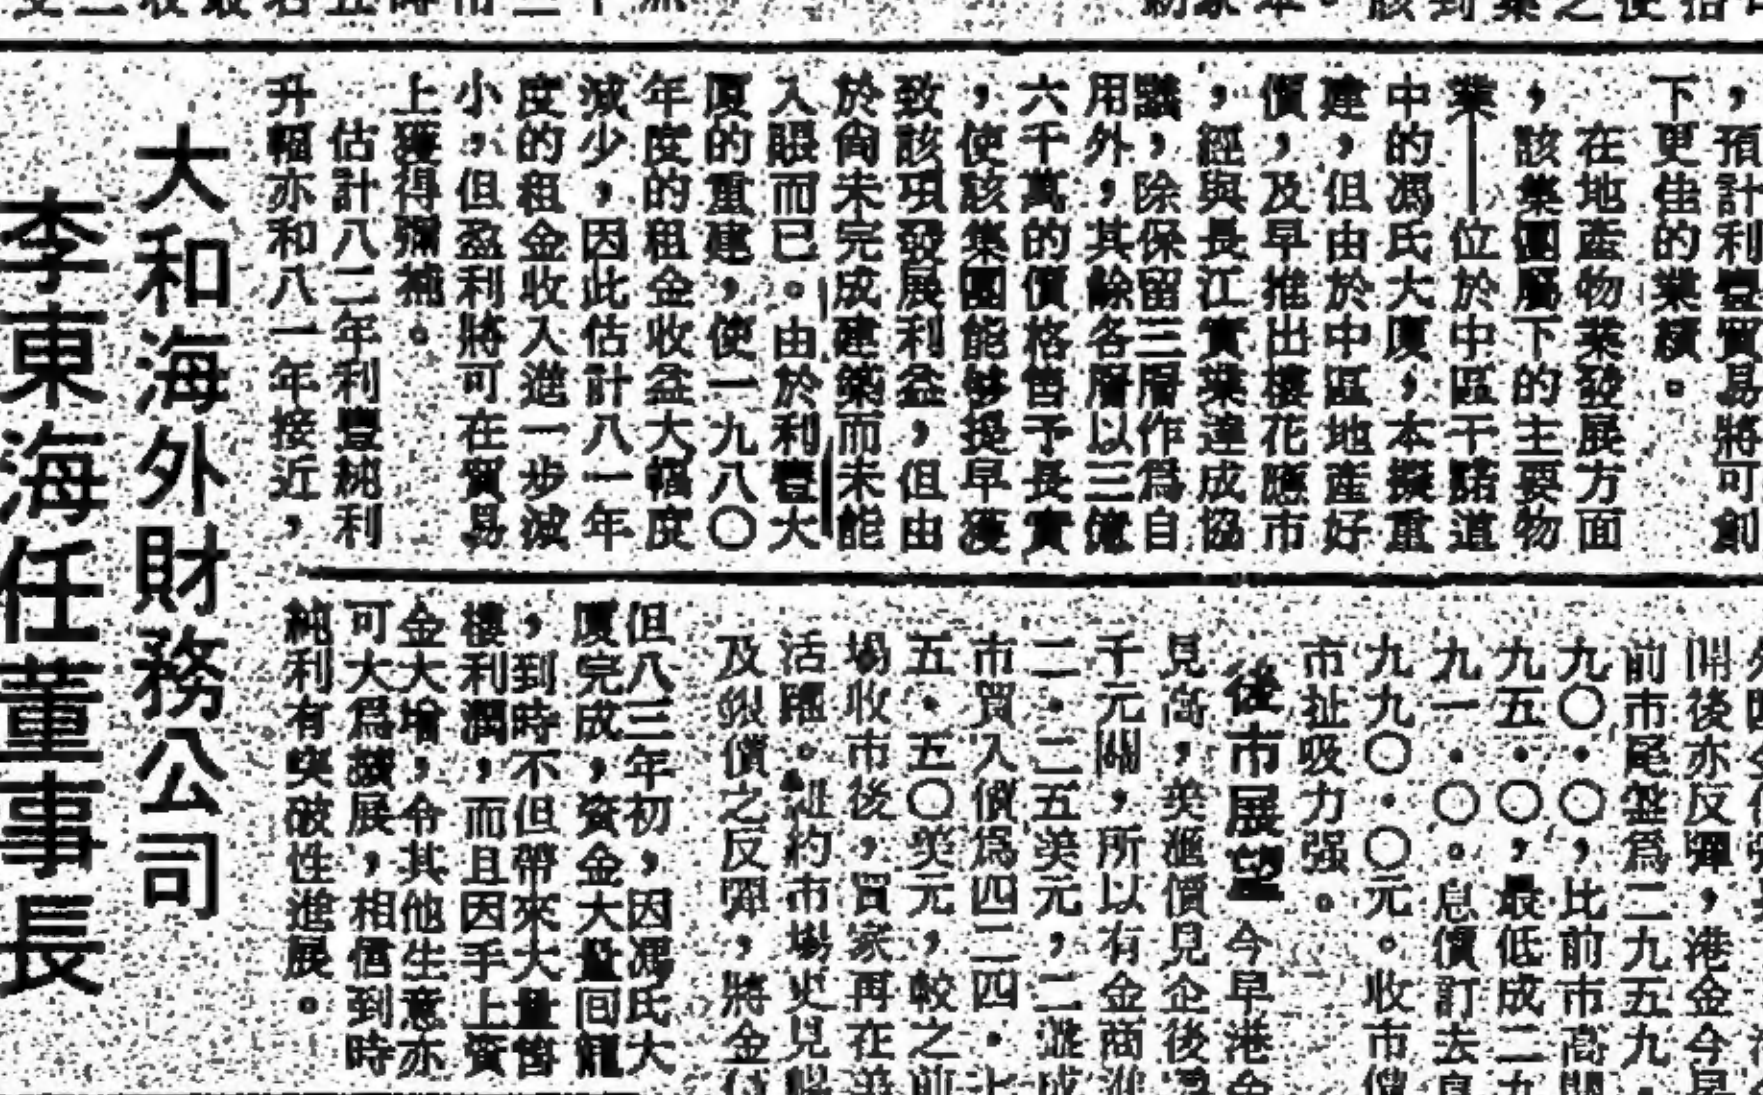 ，預計利豐貿易將可創
下更佳的業績。
在地產物業發展方面
，該集團屬下的主要物
業——位於中區干諾道
中的馮氏大厦，本擬重
建，但由於中區地產好
價，及早推出樓花應市
，經與長江實業達成協
議，除保留三層作爲自
用外，其餘各層以三億
六千萬的價格售予長實
，使該集團能夠提早獲
致該項發展利益，但由
於尙未完成建築而未能
入賬而已。由於利豐大
厦的重建，使一九八〇
年度的租金收益大幅度
減少，因此估計八一年
度的租金收入進一步減
小，但盈利將可在貿易
上獲得彌補。
估計八二年利豐純利
升幅亦和八一年接近，
但八三年初，因馮氏大
厦完成，資金大量回籠
，到時不但帶來大量售
樓利潤，而且因手上資
金大增，令其他生意亦
可大爲擴展，相信到時
純利有突破性進展。
大和海外財務公司
李東海任董事長
開後亦反彈，港金今
前市尾盤爲二九五九．
九〇．〇，比前市高開
九五．〇，最低成二九
九一．〇。息價訂去
九九〇．〇元。收市
市扯吸力强。
後市展望 今早港
見高，美滙價見企後
千元關，所以有金商
二．二五美元，二
市買入價爲四二四．
五．五〇美元，較之前
場收市後，買家再在
活躍。紐約市場史見
及銀價之反彈，將金